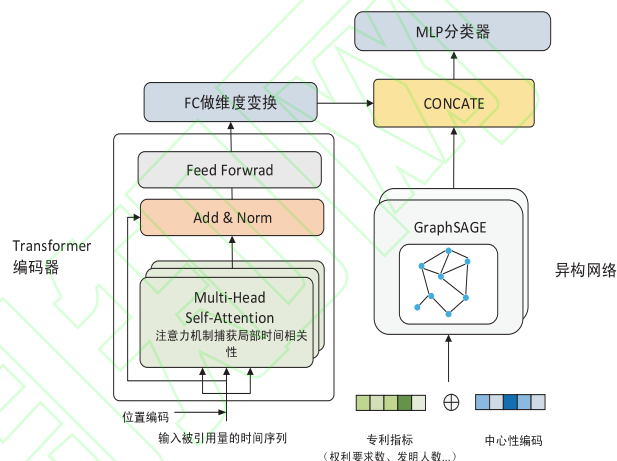 MLP分类器
FC做维度变换
CONCATE
Feed Forwrad
Add & Norm
GraphSAGE
Transformer
编码器
异构网络
Multi-Head
Self-Attention
注意力机制捕获局部时间相关
性
位置编码
输入被引用量的时间序列
专利指标
（权利要求数、发明人数...）
中心性编码